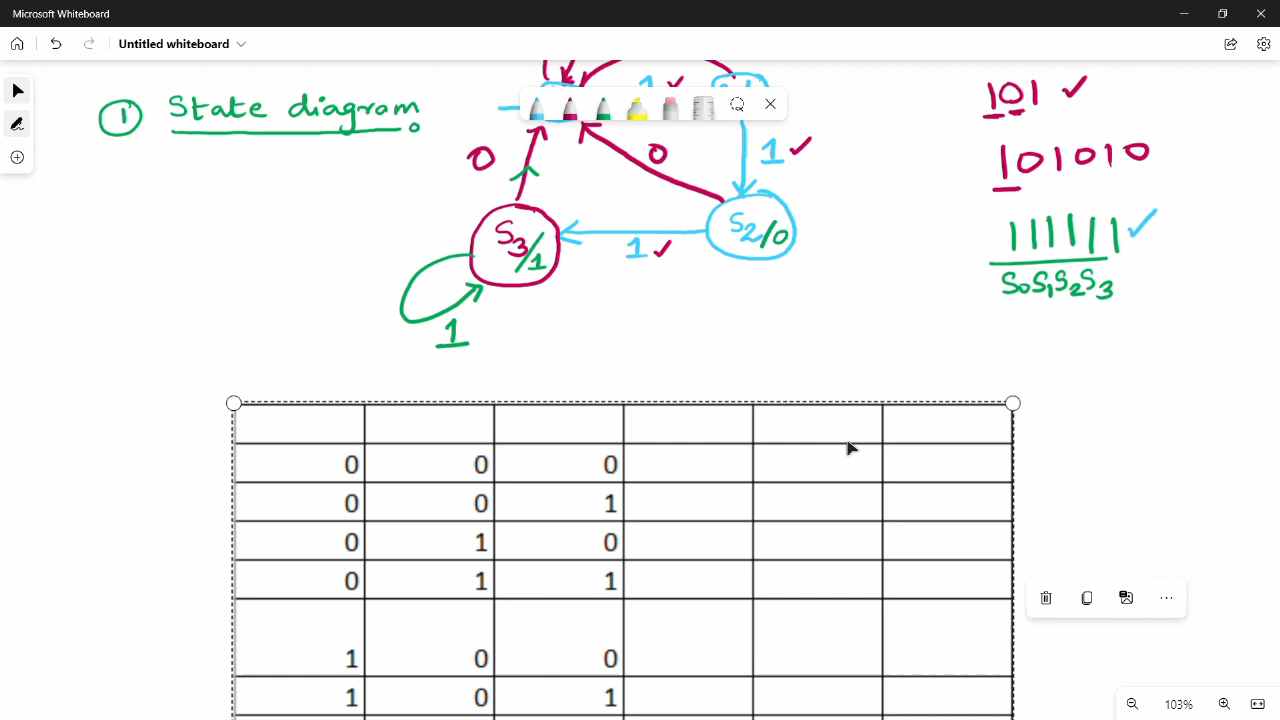 Microsoft Whiteboard
Untitled whiteboard
① State diagram.
1
0
0
1
S3/1
1
S2/0
1
101
101010
111111
S0S1S2S3
0 0 0
0 0 1
0 1 0
0 1 1
1 0 0
1 0 1
103%